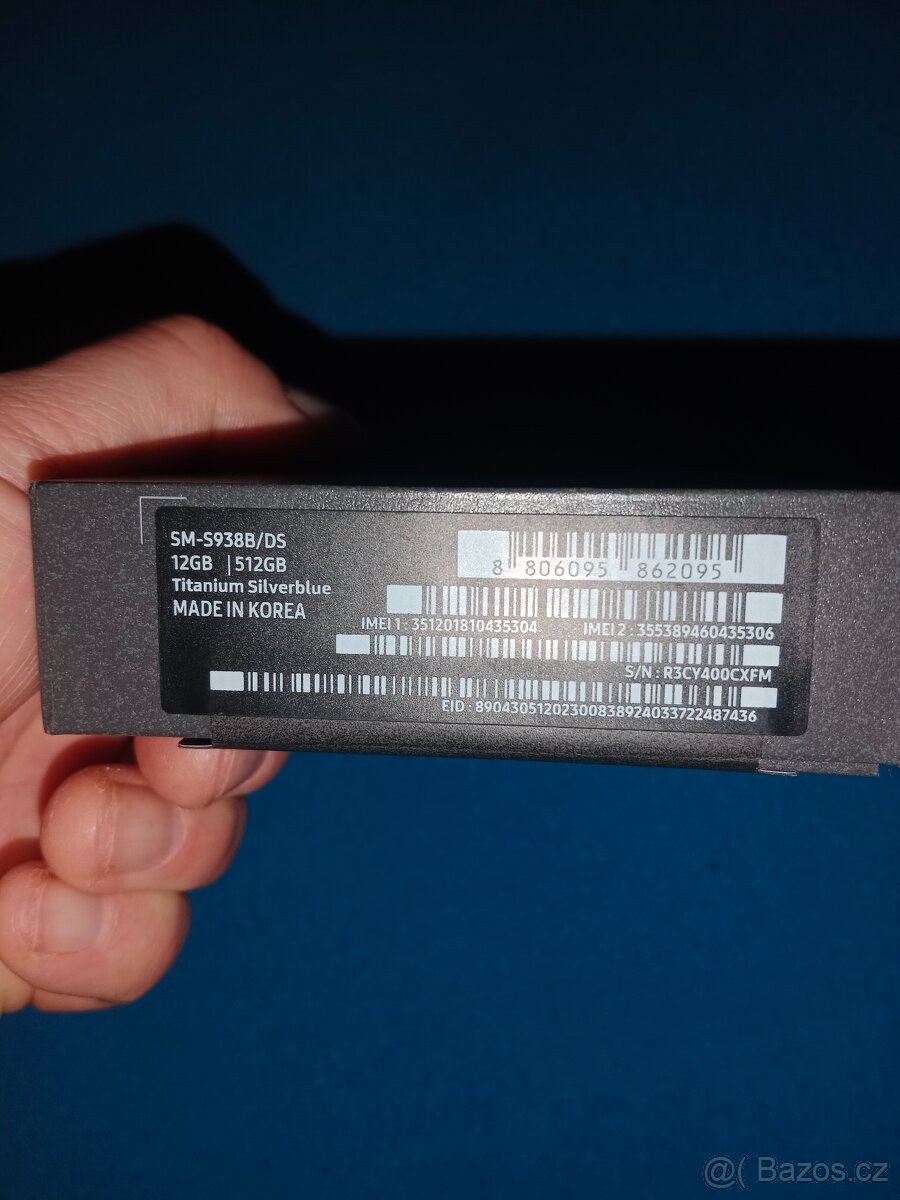 SM-S938B/DS
12GB | 512GB
Titanium Silverblue
MADE IN KOREA
8 806095 862095
IMEI 1 : 351201810435304
IMEI 2 : 355389460435306
S/N : R3CY400CXFM
EID : 89043051202300838924033722487436
@( Bazos.cz